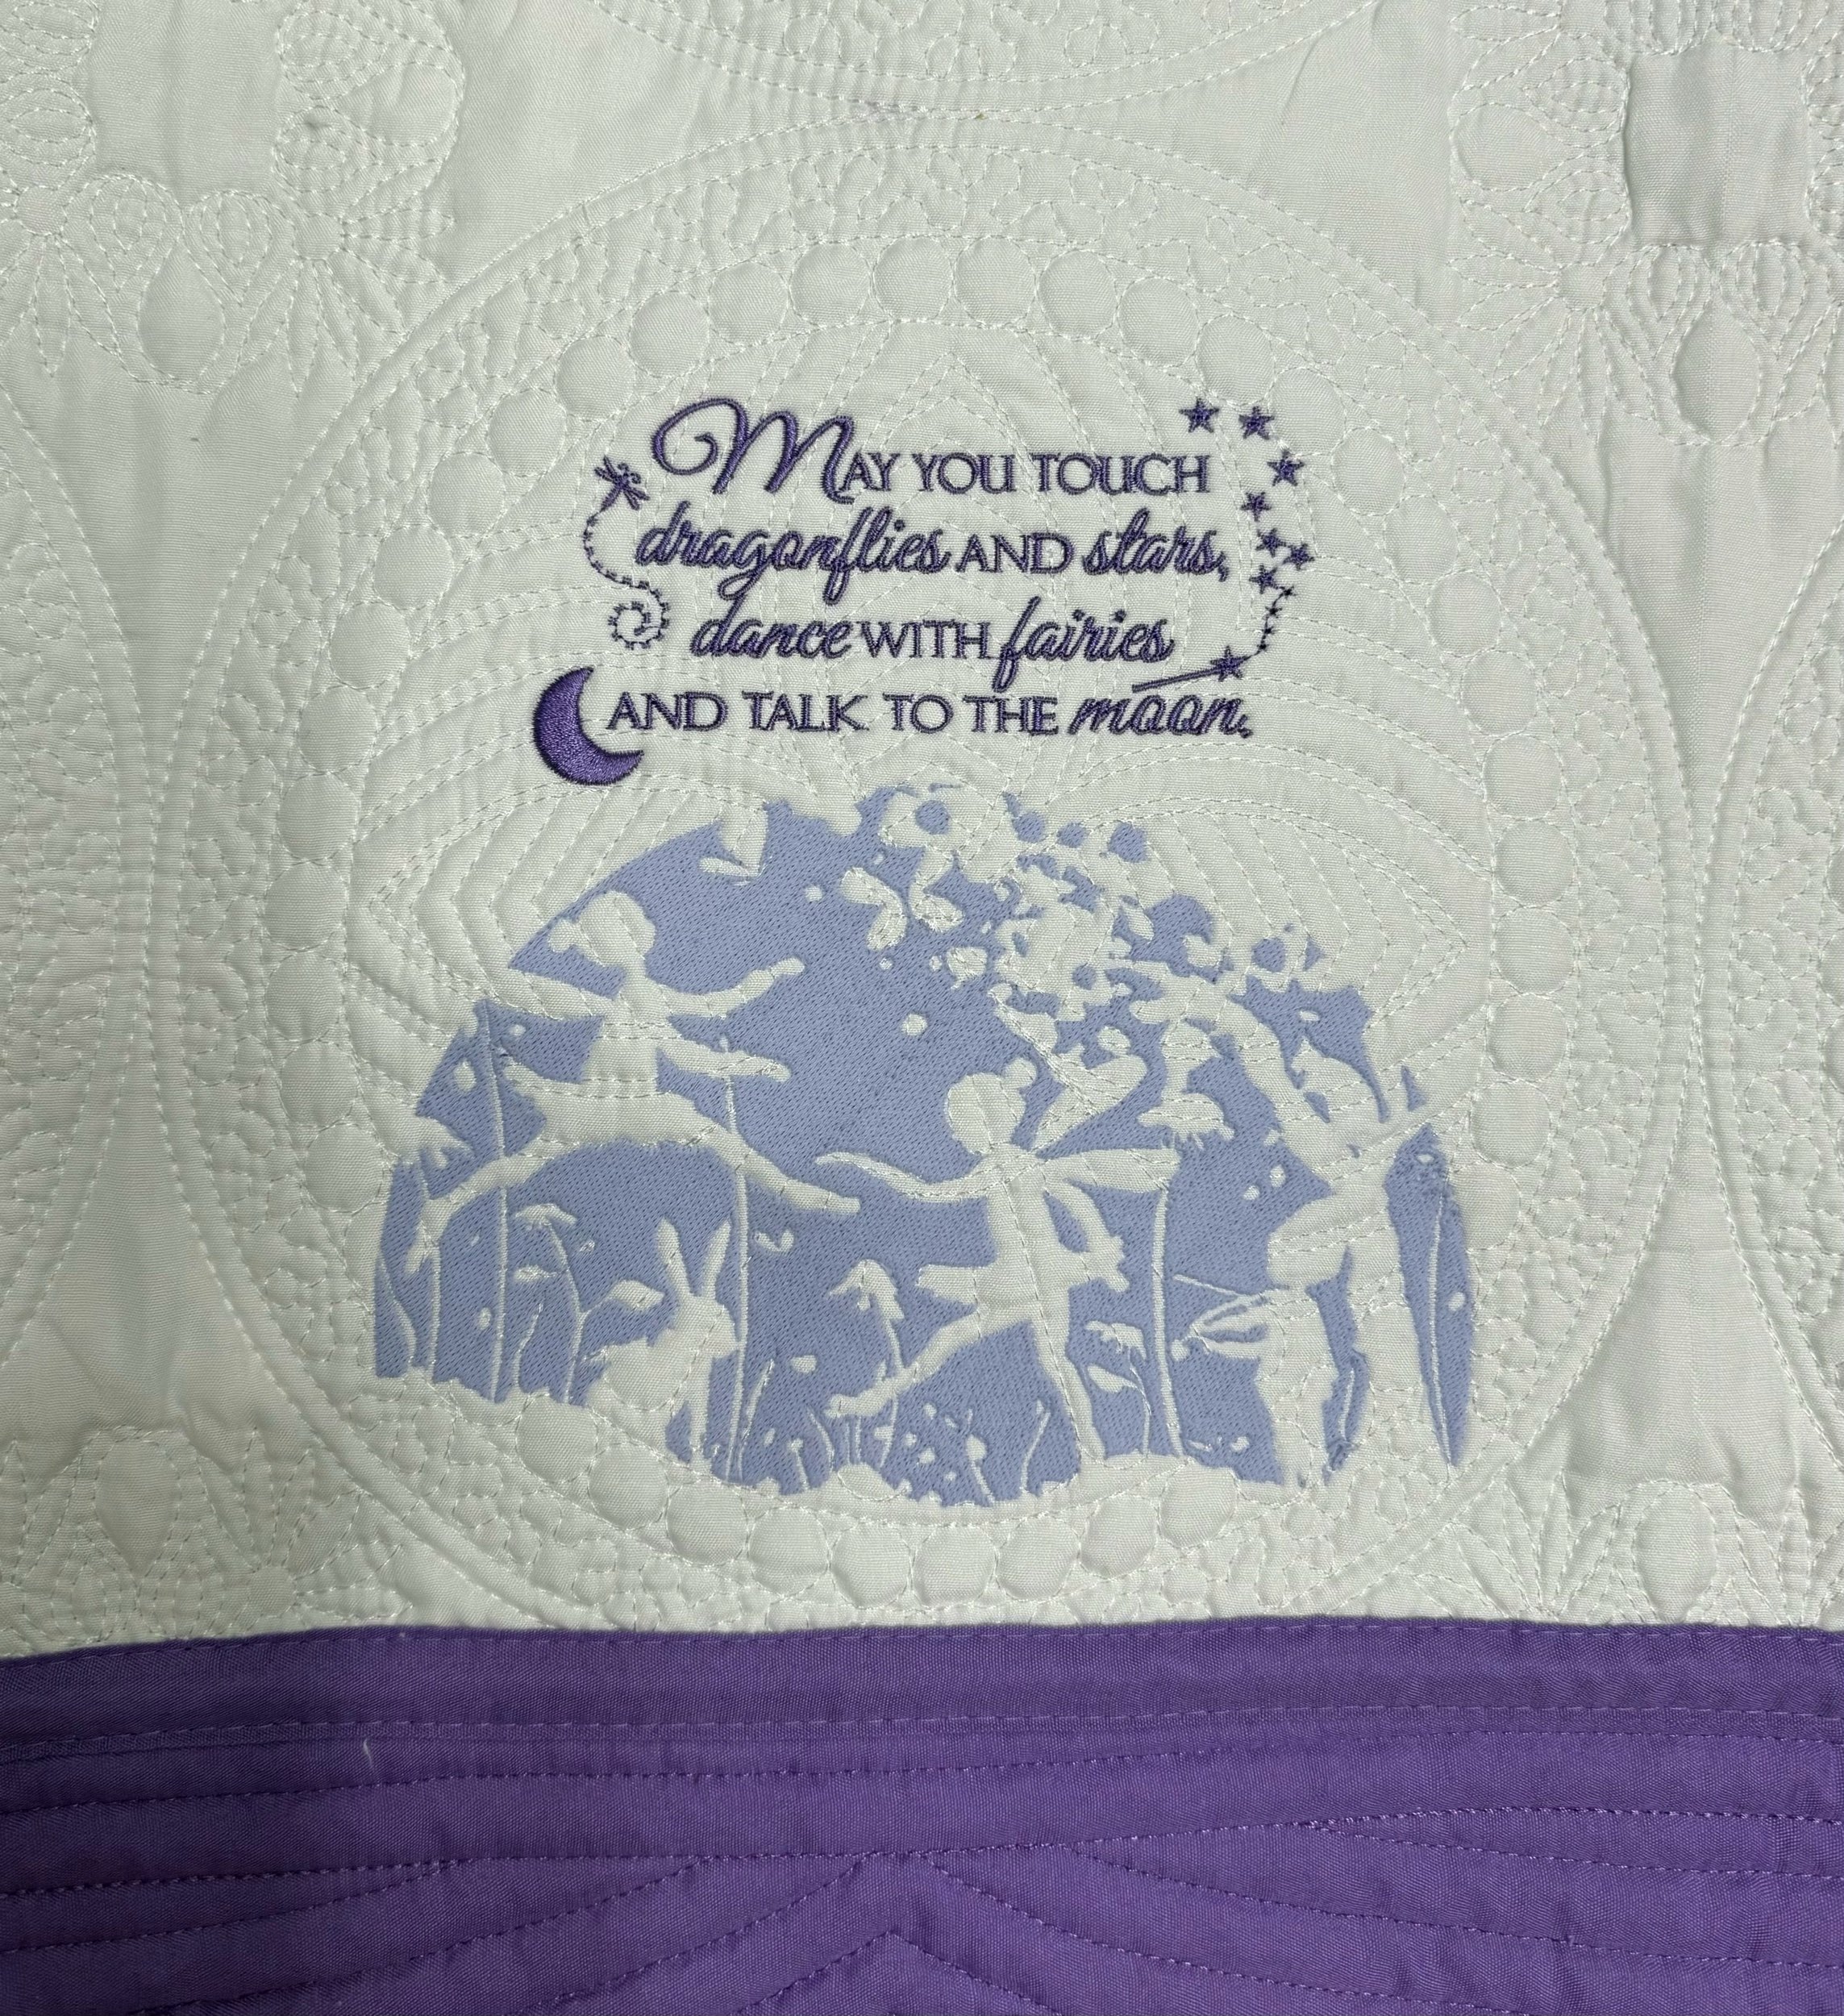 May you touch
dragonflies and stars,
dance with fairies
and talk to the moon.